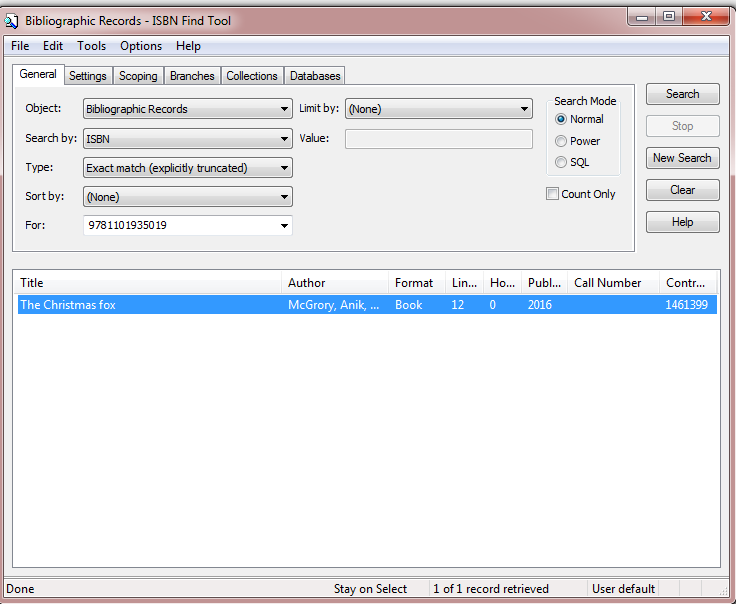 Bibliographic Records - ISBN Find Tool
File Edit Tools Options Help
General Settings Scoping Branches Collections Databases
Object: Bibliographic Records Limit by: (None)
Search by: ISBN Value:
Type: Exact match (explicitly truncated)
Sort by: (None)
For: 9781101935019
Search Mode
Normal
Power
SQL
Count Only
Search
Stop
New Search
Clear
Help
Title Author Format Lin... Ho... Publ... Call Number Contr...
The Christmas fox McGrory, Anik, ... Book 12 0 2016 1461399
Done Stay on Select 1 of 1 record retrieved User default